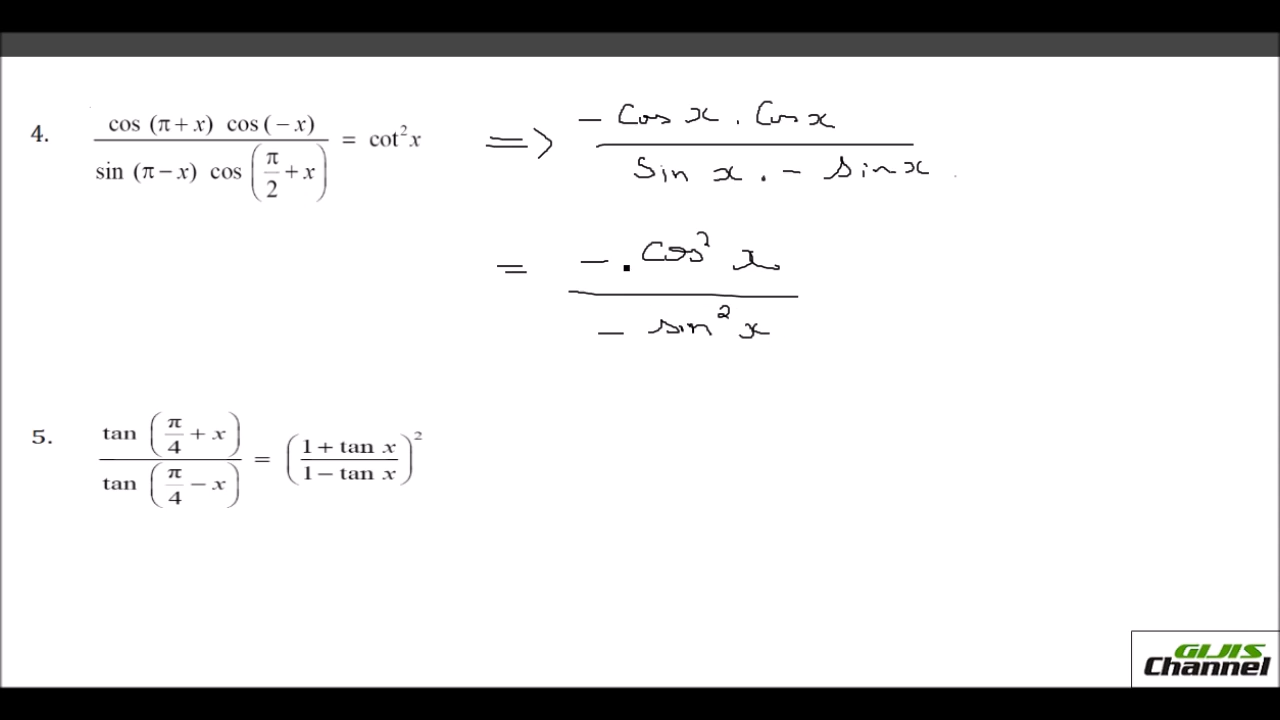 4. cos (π + x) cos (− x) / sin (π − x) cos (π/2 + x) = cot²x => − Cos x . Cos x / Sin x . − Sin x
= − . Cos² x / − sin² x
5. tan (π/4 + x) / tan (π/4 − x) = (1 + tan x / 1 − tan x)²
GIJIS
Channel